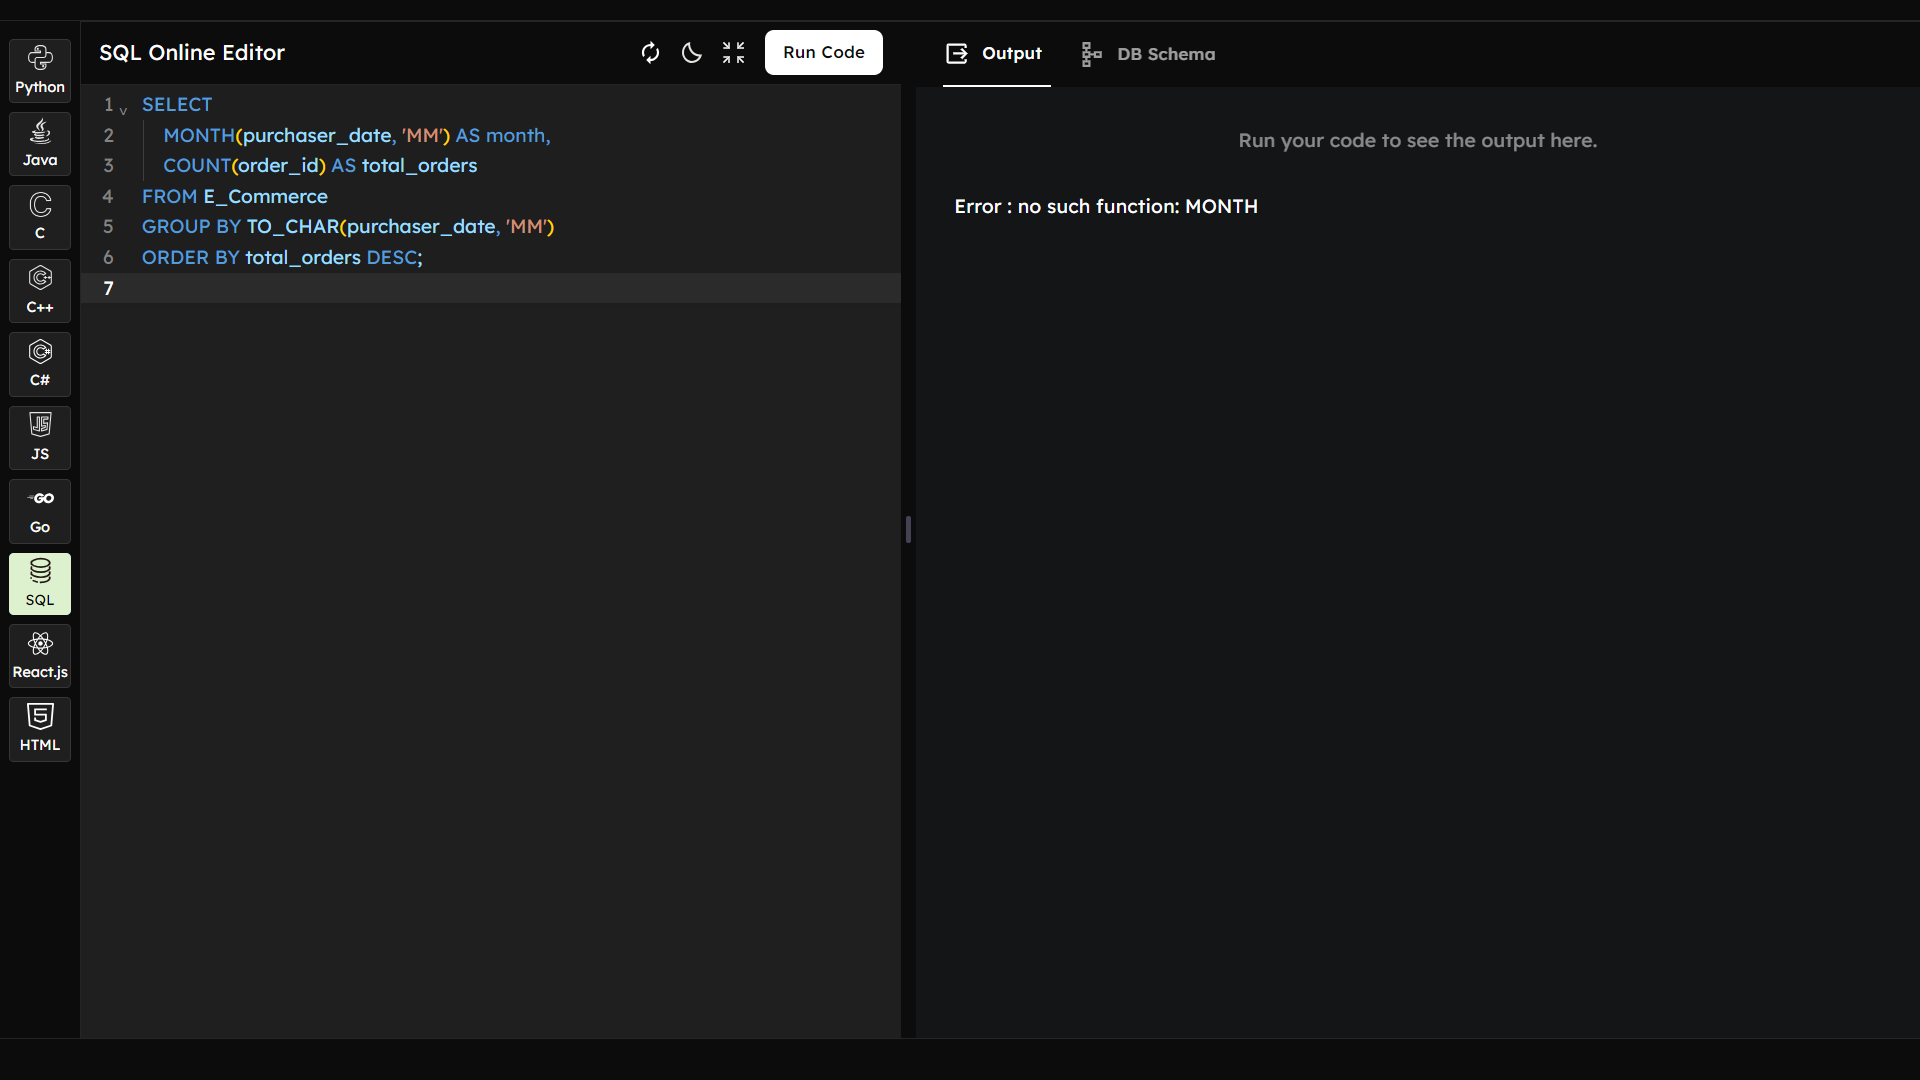 Python
Java
C
C++
C#
JS
GO
Go
SQL
React.js
HTML
SQL Online Editor
Run Code
1 SELECT
2 MONTH(purchaser_date, 'MM') AS month,
3 COUNT(order_id) AS total_orders
4 FROM E_Commerce
5 GROUP BY TO_CHAR(purchaser_date, 'MM')
6 ORDER BY total_orders DESC;
7
Output
DB Schema
Run your code to see the output here.
Error : no such function: MONTH